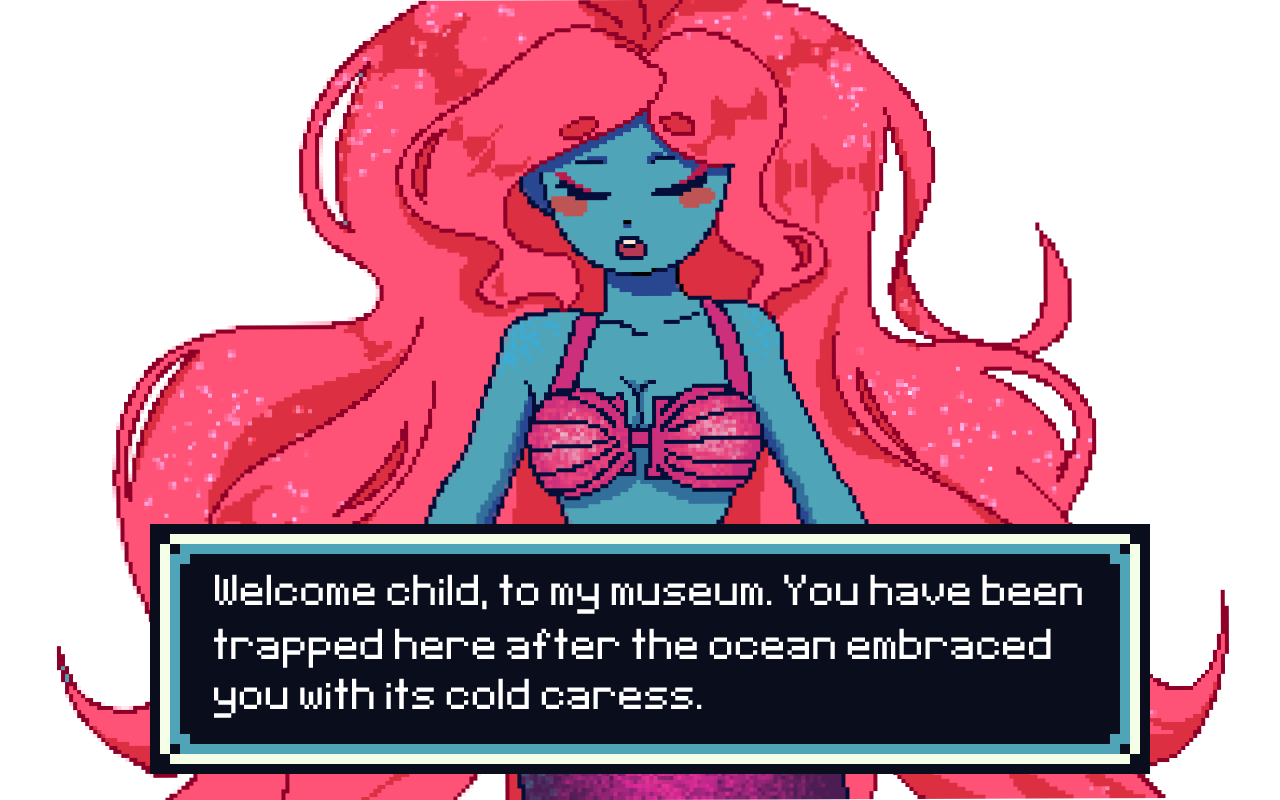 Welcome child, to my museum. You have been
trapped here after the ocean embraced
you with its cold caress.